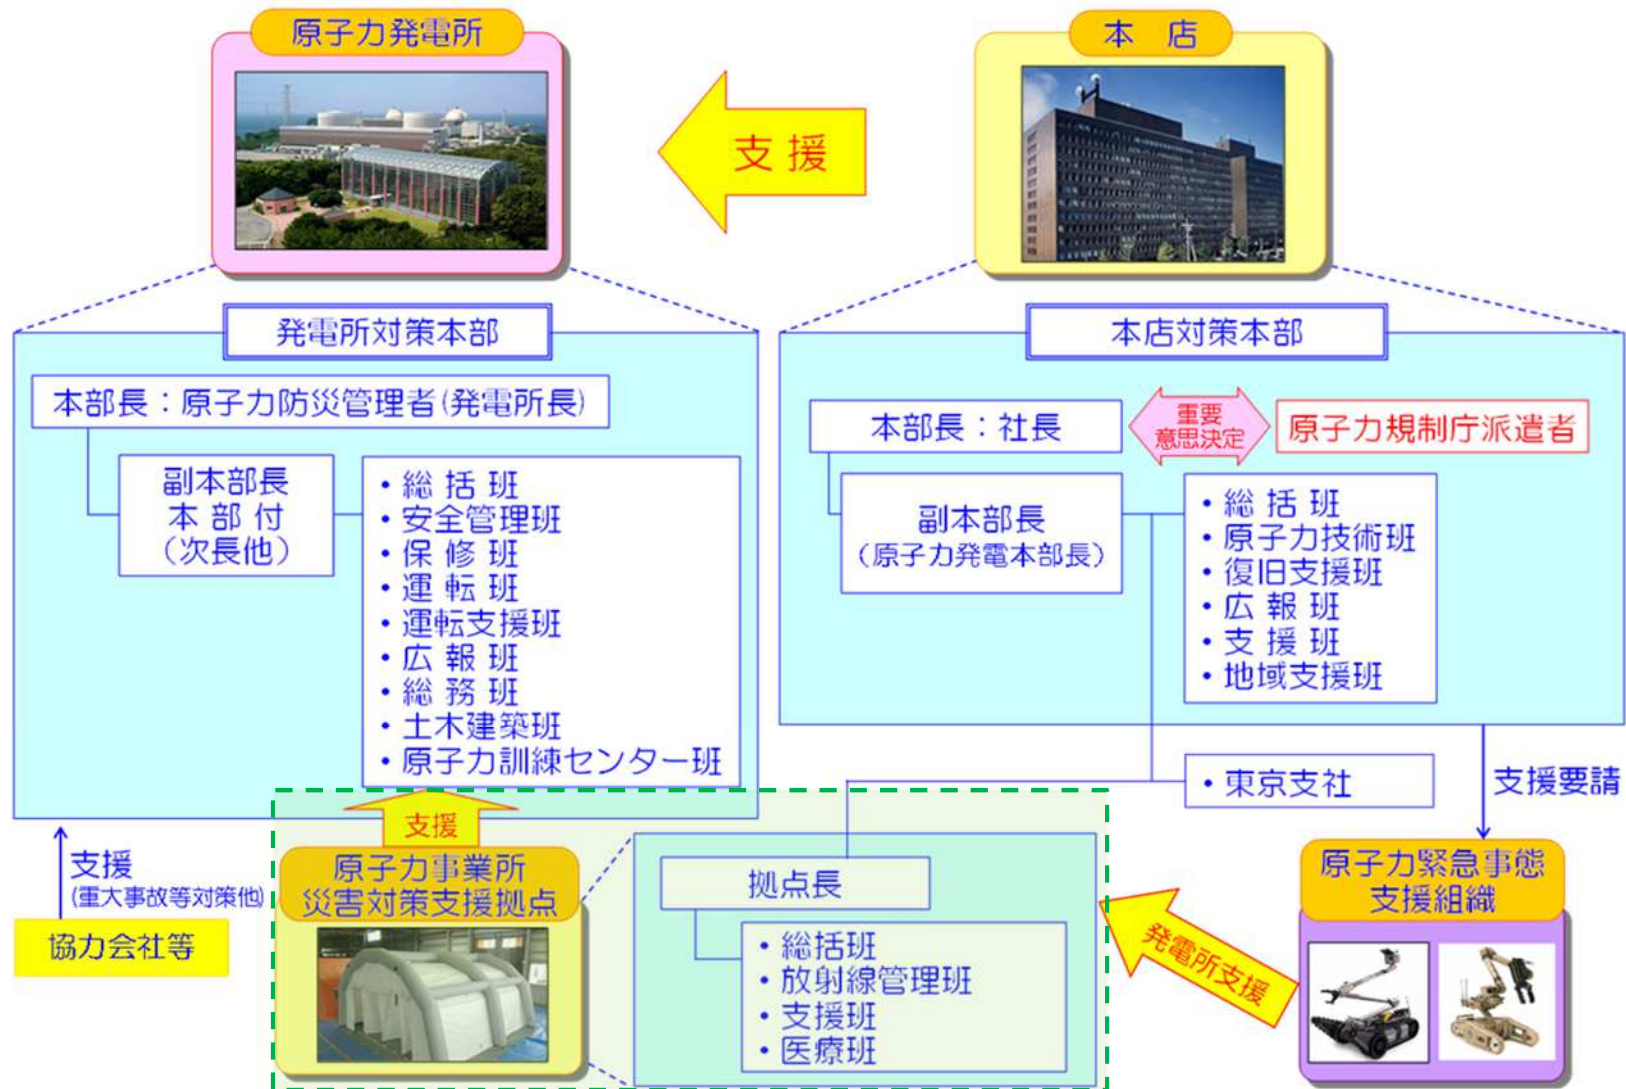 原子力発電所
本 店
支 援
発電所対策本部
本部長：原子力防災管理者(発電所長)
副本部長
本 部 付
（次長他）
・総 括 班
・安全管理班
・保 修 班
・運 転 班
・運転支援班
・広 報 班
・総 務 班
・土木建築班
・原子力訓練センター班
本店対策本部
本部長：社長
重要
意思決定
原子力規制庁派遣者
副本部長
（原子力発電本部長）
・総 括 班
・原子力技術班
・復旧支援班
・広 報 班
・支 援 班
・地域支援班
・東京支社
支援要請
支援
(重大事故等対策他)
協力会社等
支援
原子力事業所
災害対策支援拠点
拠点長
・総括班
・放射線管理班
・支援班
・医療班
発電所支援
原子力緊急事態
支援組織